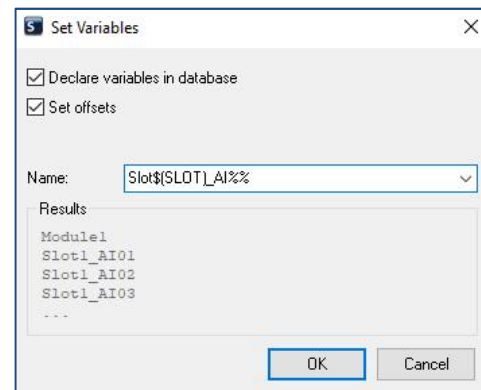 S Set Variables
Declare variables in database
Set offsets
Name: Slot$(SLOT)_AI%%
Results
Module1
Slot1_AI01
Slot1_AI02
Slot1_AI03
...
OK Cancel